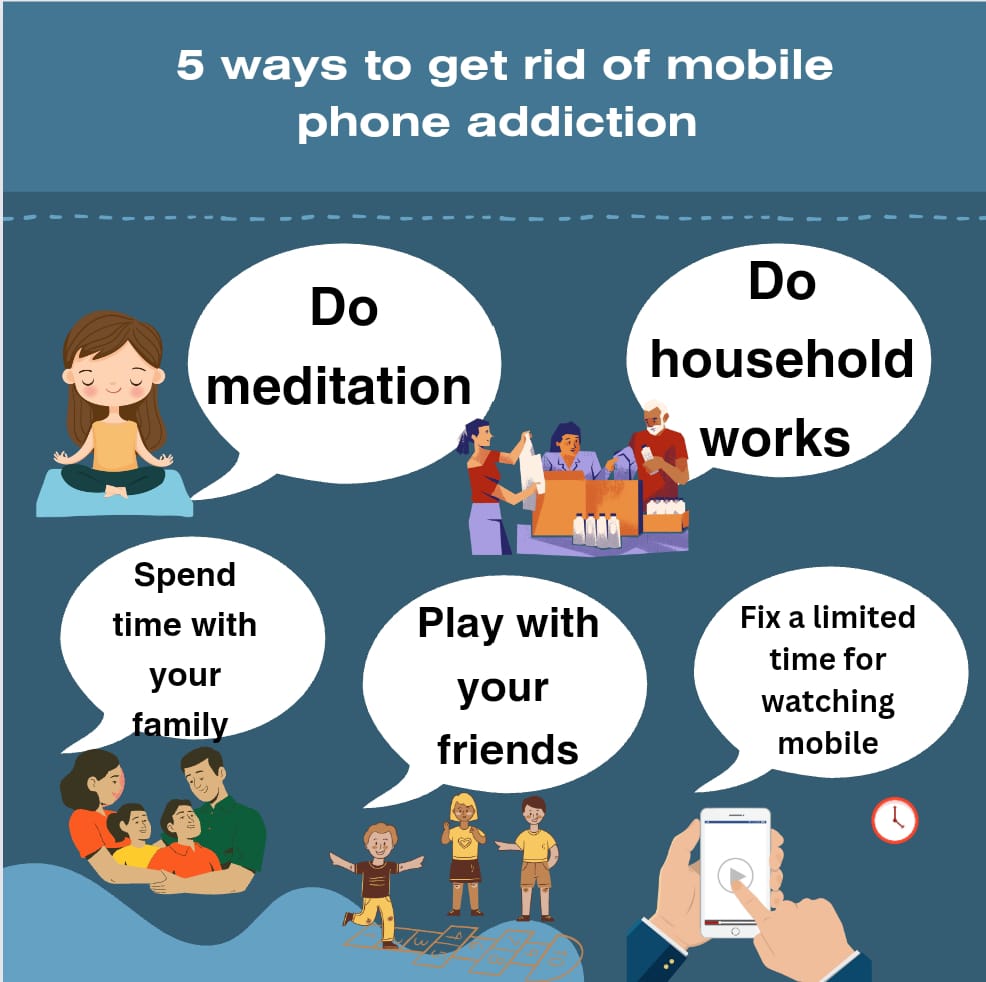 5 ways to get rid of mobile
phone addiction
Do
meditation
Do
household
works
Spend
time with
your
family
Play with
your
friends
Fix a limited
time for
watching
mobile